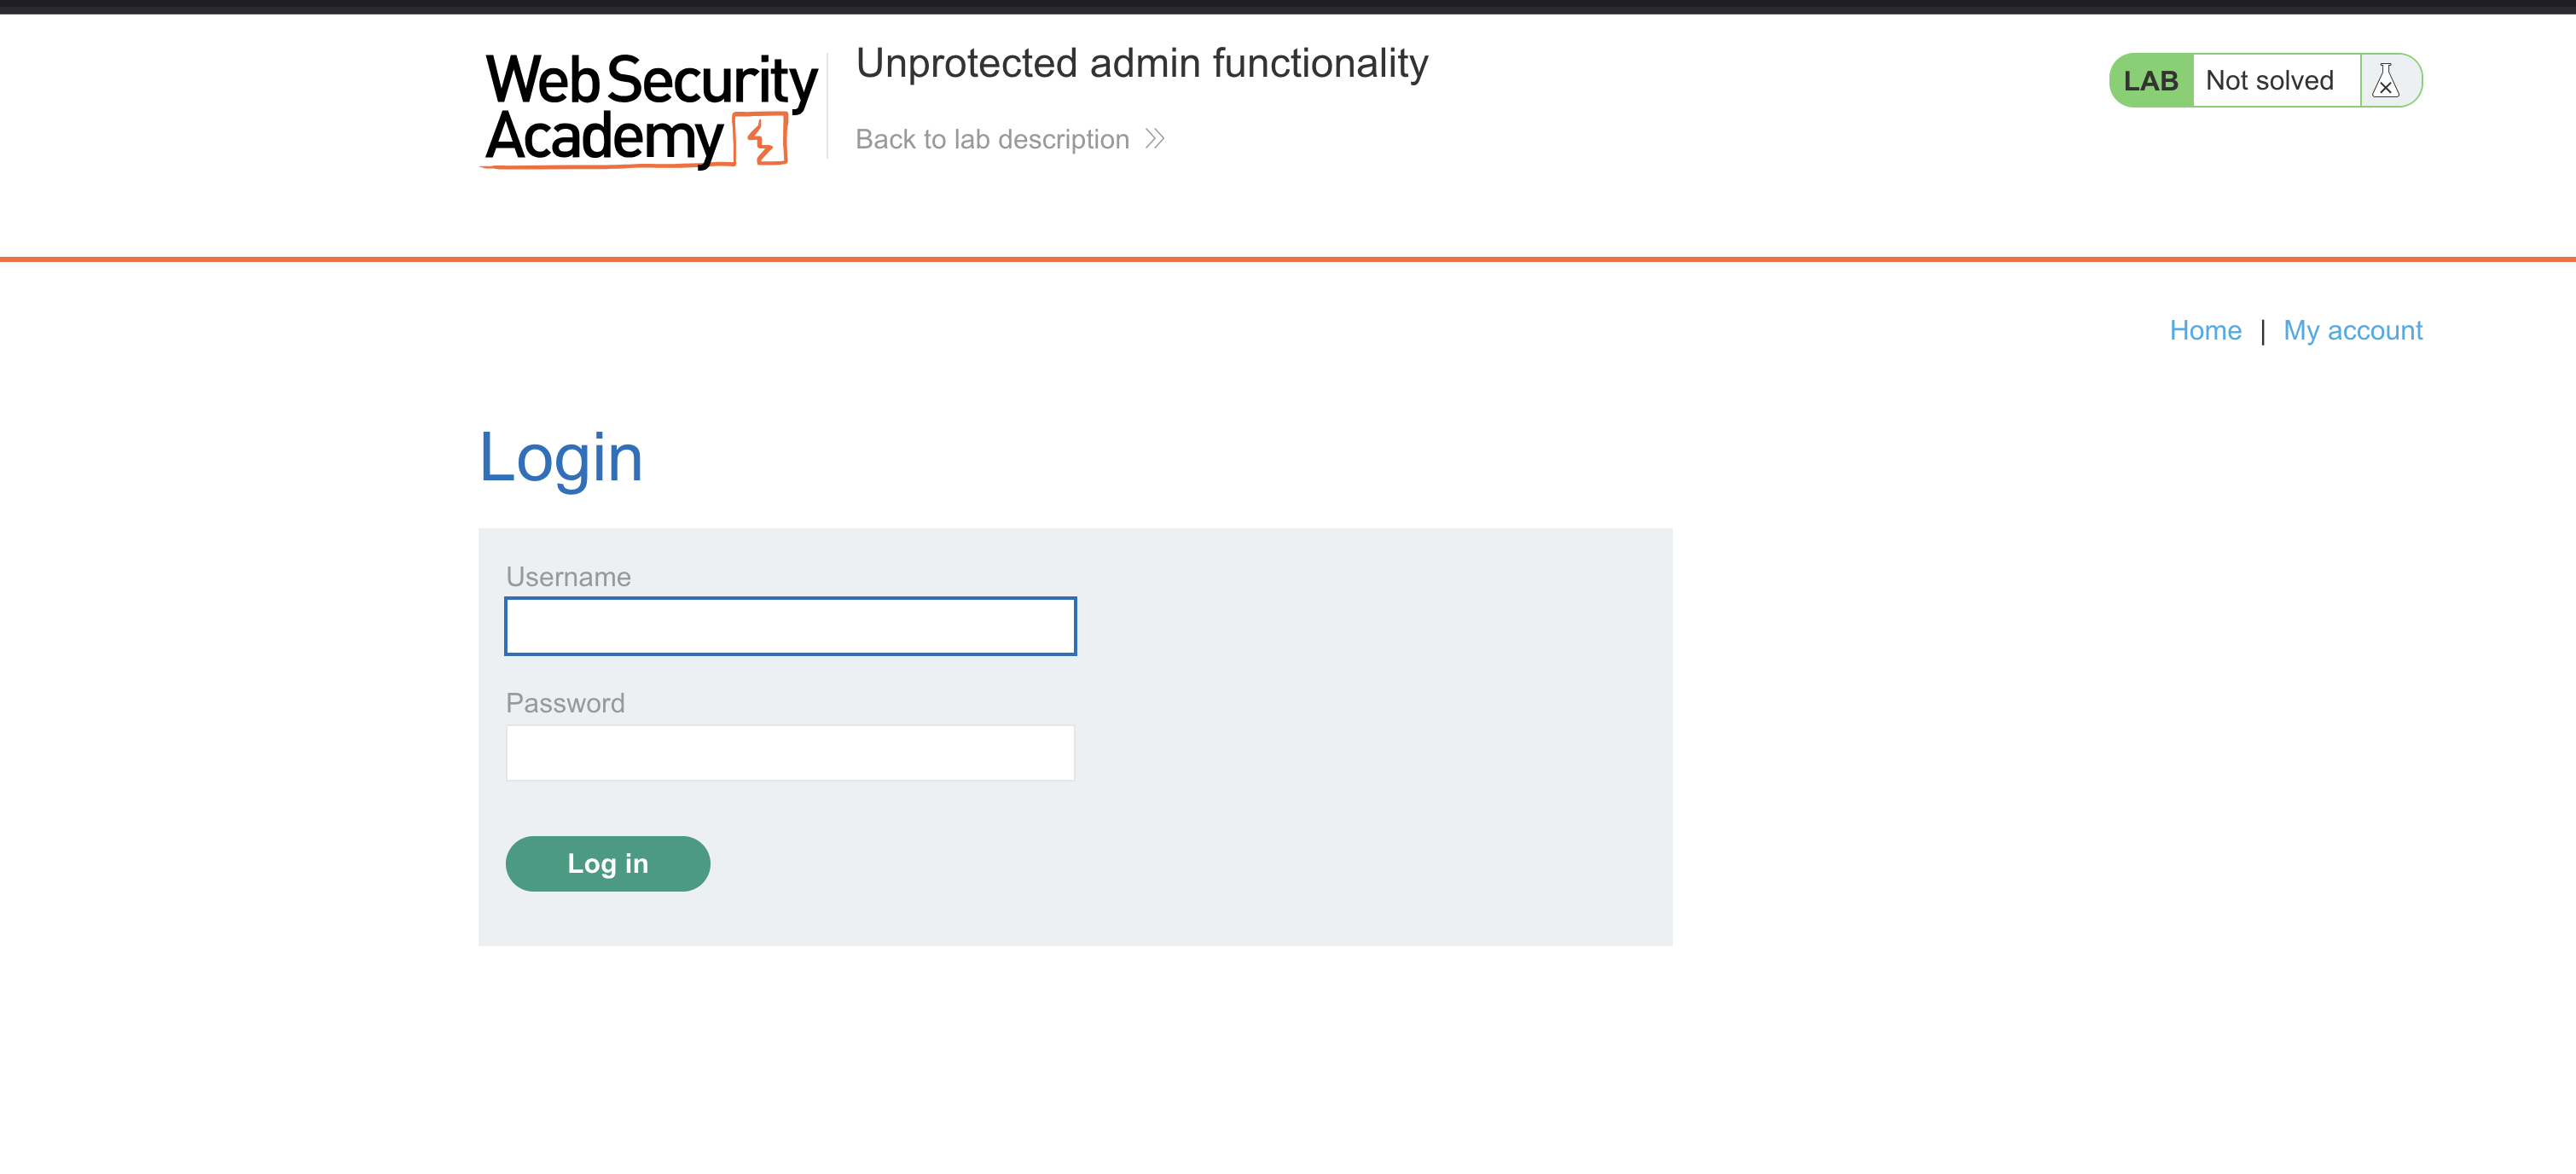 Web Security
Academy
Unprotected admin functionality
Back to lab description
LAB Not solved
Home | My account
Login
Username
Password
Log in